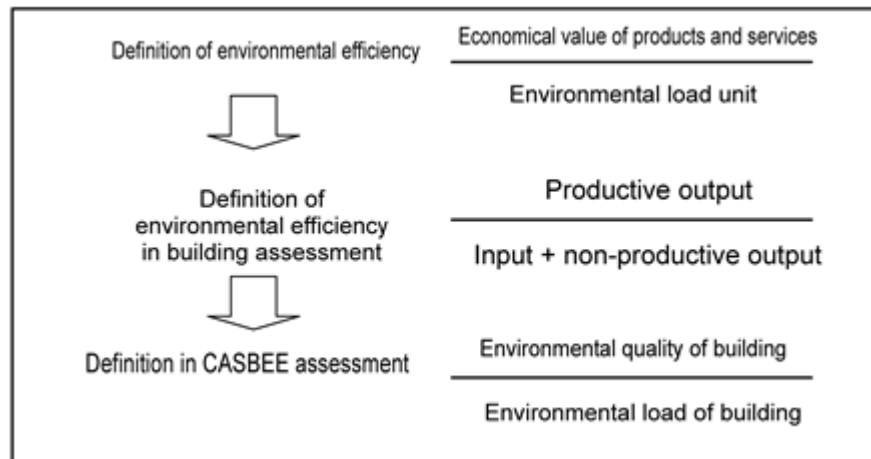 Definition of environmental efficiency
Economical value of products and services
Environmental load unit
Definition of
environmental efficiency
in building assessment
Productive output
Input + non-productive output
Definition in CASBEE assessment
Environmental quality of building
Environmental load of building